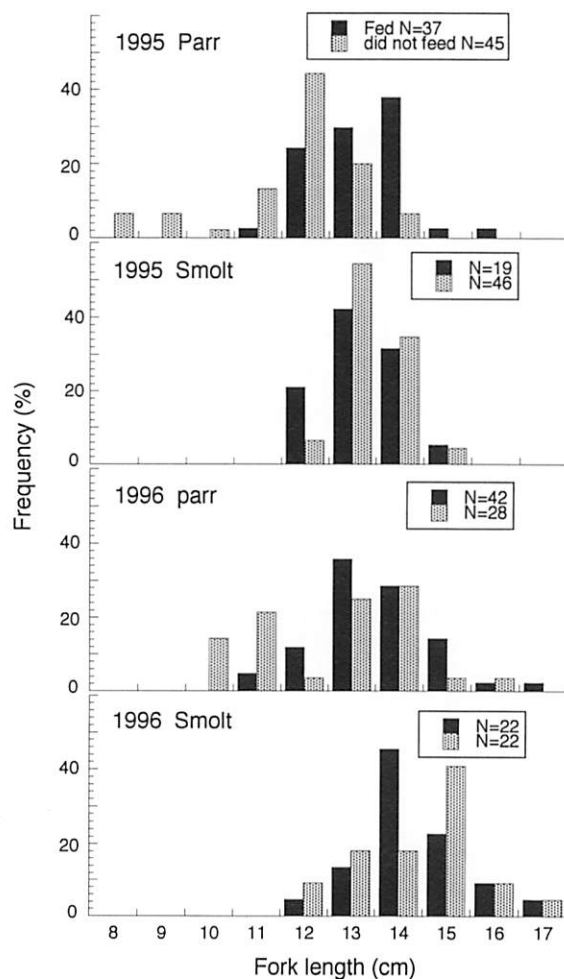 1995 Parr
Fed N=37
did not feed N=45
40
20
0
1995 Smolt
N=19
N=46
40
20
0
1996 parr
N=42
N=28
40
20
0
1996 Smolt
N=22
N=22
40
20
0
8 9 10 11 12 13 14 15 16 17
Fork length (cm)
Frequency (%)